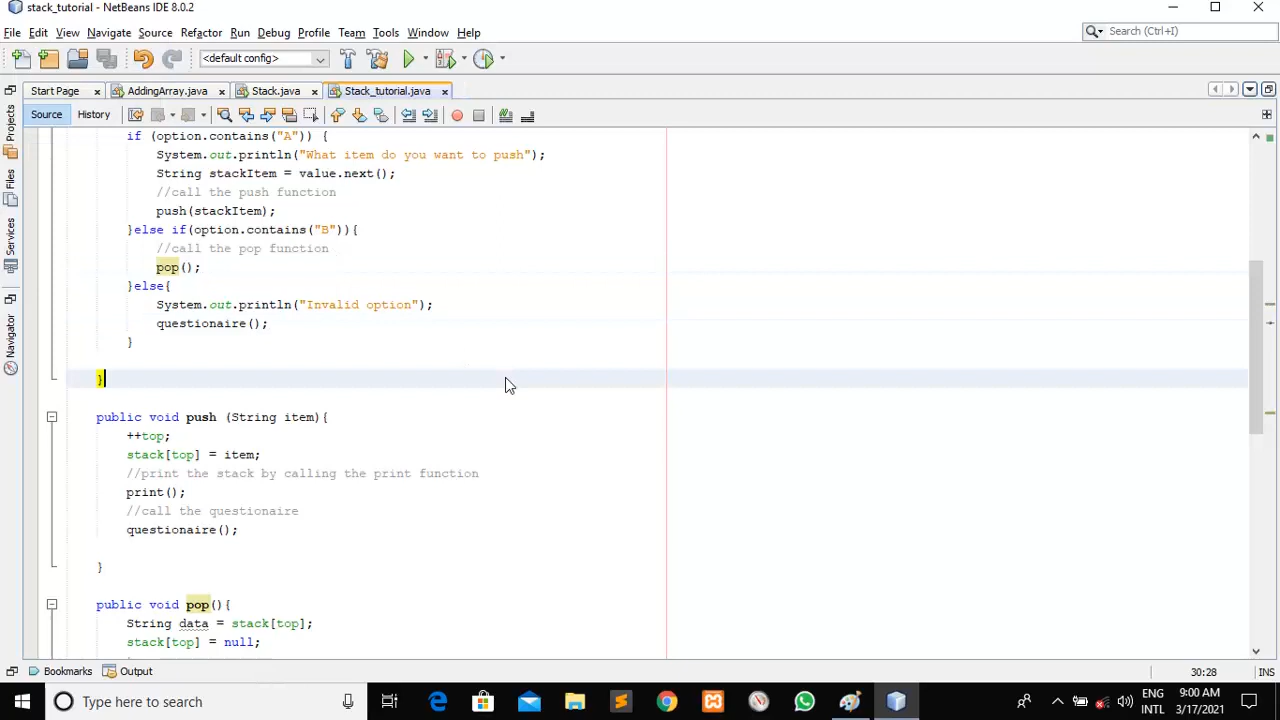 stack_tutorial - NetBeans IDE 8.0.2
File Edit View Navigate Source Refactor Run Debug Profile Team Tools Window Help
Search (Ctrl+I)
<default config>
Start Page AddingArray.java Stack.java Stack_tutorial.java
Source History
Projects
Files
Services
Navigator
if (option.contains("A")) {
System.out.println("What item do you want to push");
String stackItem = value.next();
//call the push function
push(stackItem);
}else if(option.contains("B")){
//call the pop function
pop();
}else{
System.out.println("Invalid option");
questionaire();
}
}
public void push (String item){
++top;
stack[top] = item;
//print the stack by calling the print function
print();
//call the questionaire
questionaire();
}
public void pop(){
String data = stack[top];
stack[top] = null;
Bookmarks Output
30:28 INS
Type here to search
ENG
INTL
9:00 AM
3/17/2021